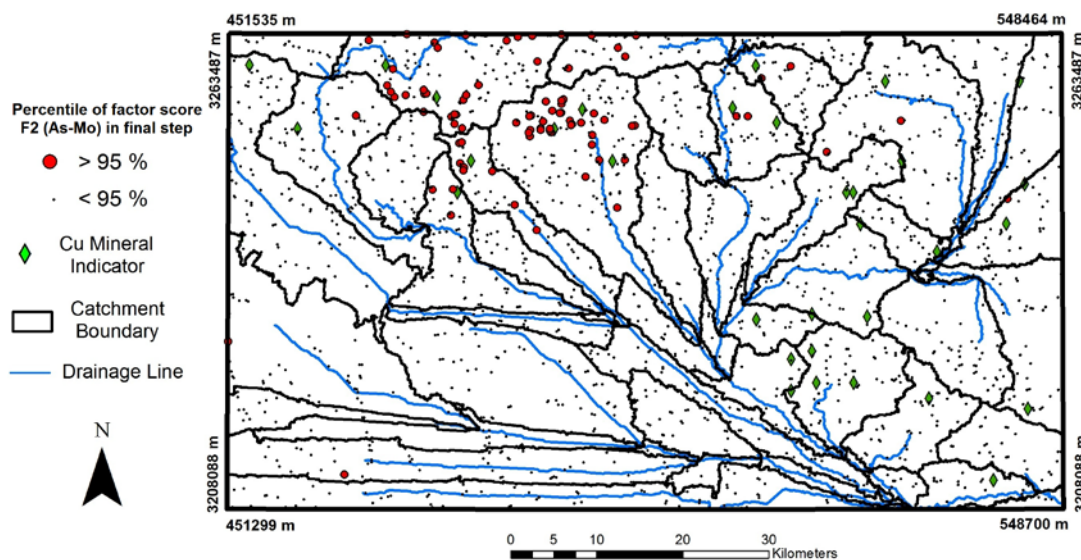 451535 m
548464 m
3263487 m
3263487 m
Percentile of factor score
F2 (As-Mo) in final step
> 95 %
< 95 %
Cu Mineral
Indicator
Catchment
Boundary
Drainage Line
N
3208088 m
3208088 m
451299 m
548700 m
0 5 10 20 30
Kilometers